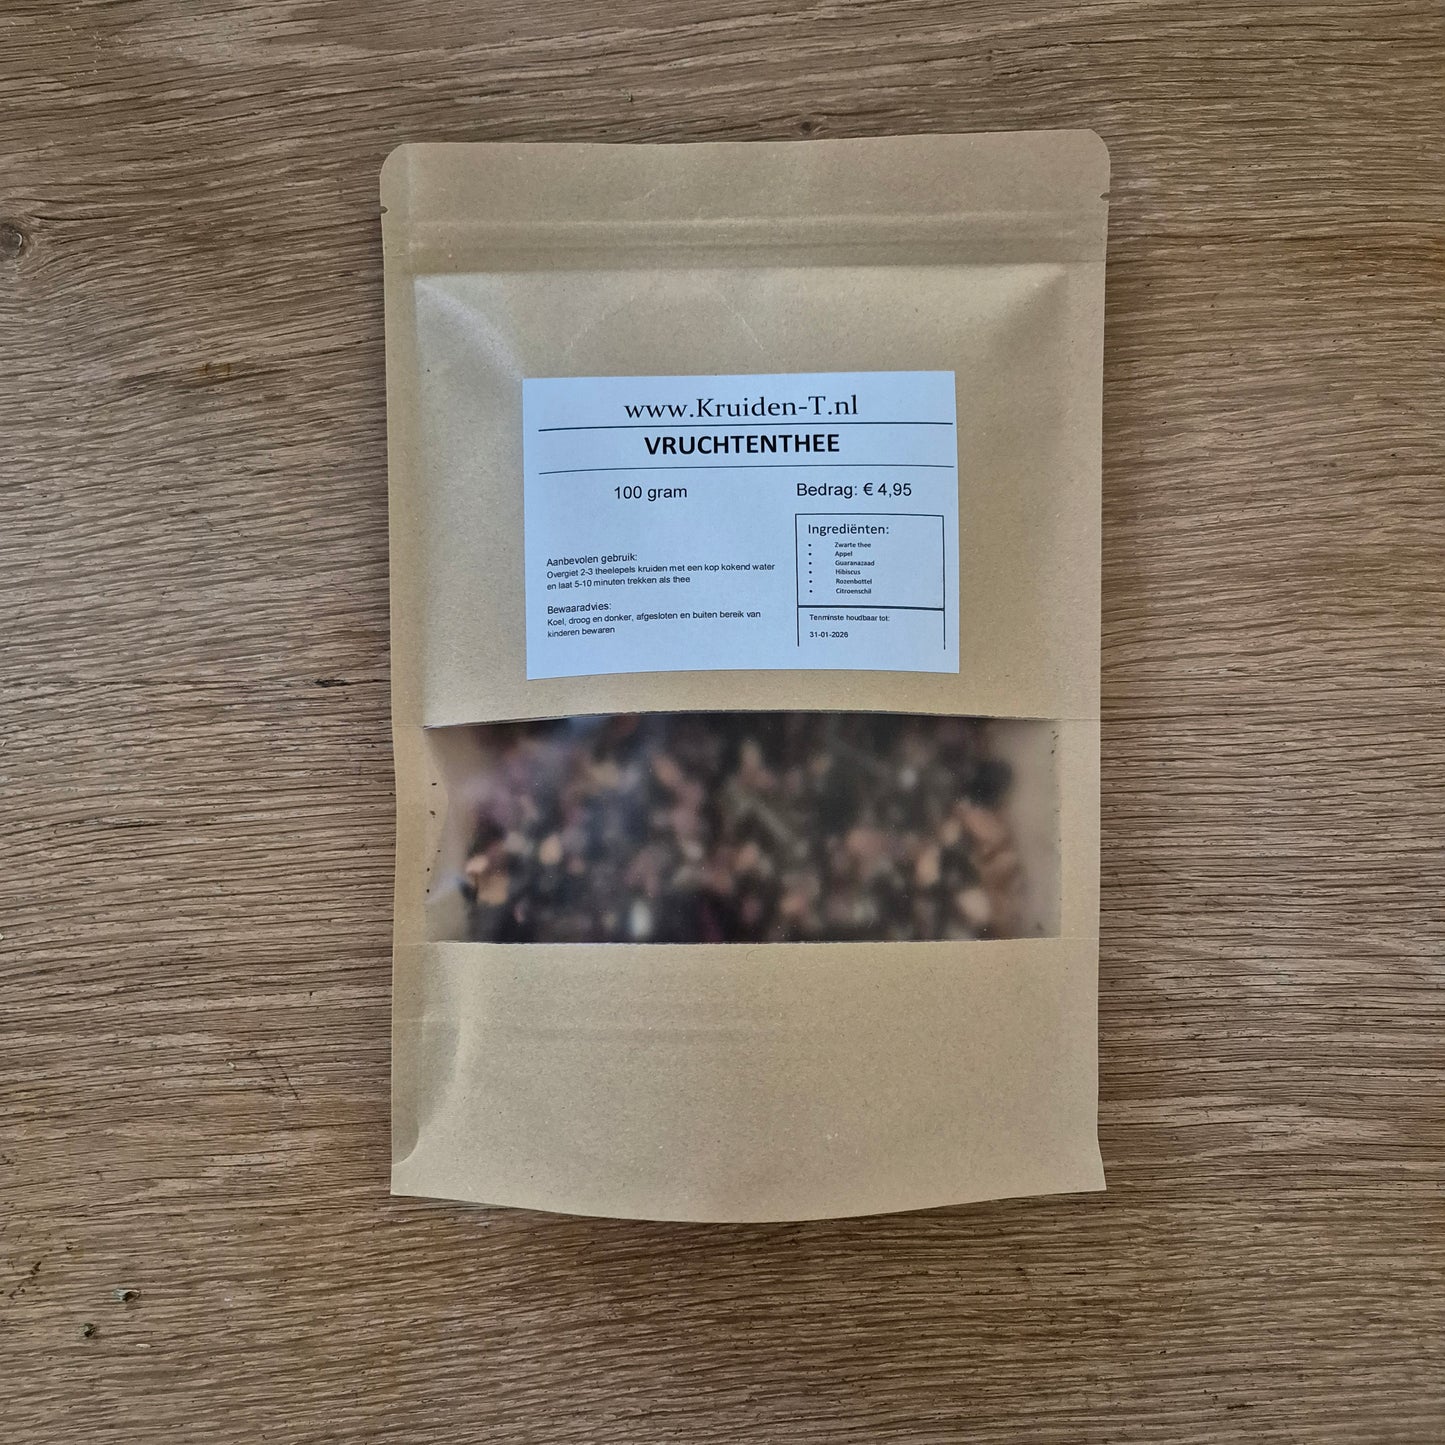 www.Kruiden-T.nl
VRUCHTENTHEE
100 gram
Bedrag: € 4,95
Ingrediënten:
• Zwarte thee
• Appel
• Guaranazaad
• Hibiscus
• Rozenbottel
• Citroenschil
Aanbevolen gebruik:
Overgiet 2-3 theelepels kruiden met een kop kokend water
en laat 5-10 minuten trekken als thee
Bewaaradvies:
Koel, droog en donker, afgesloten en buiten bereik van
kinderen bewaren
Tenminste houdbaar tot:
31-01-2026